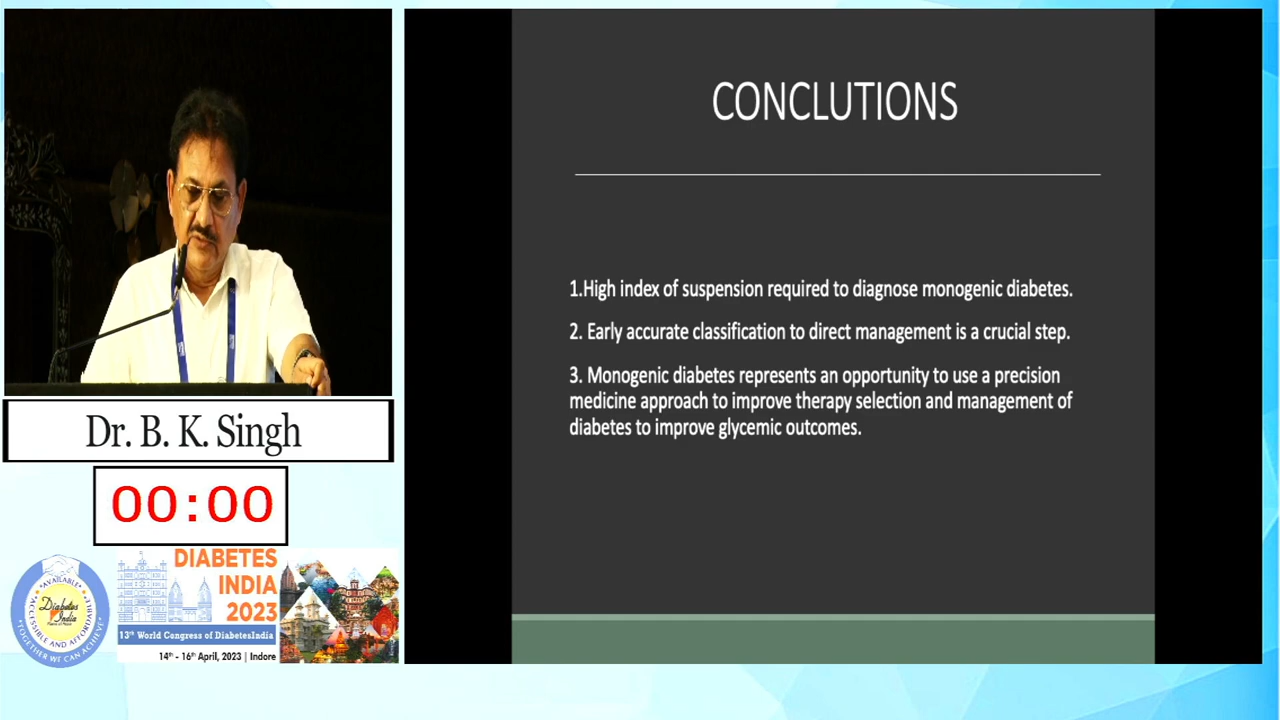 CONCLUTIONS
1.High index of suspension required to diagnose monogenic diabetes.
2. Early accurate classification to direct management is a crucial step.
3. Monogenic diabetes represents an opportunity to use a precision
medicine approach to improve therapy selection and management of
diabetes to improve glycemic outcomes.
Dr. B. K. Singh
00:00
AVAILABLE
ACCESSIBLE AND AFFORDABLE
Diabetes
India
TOGETHER WE CAN ACHIEVE
DIABETES
INDIA
2023
13th World Congress of DiabetesIndia
14th - 16th April, 2023 | Indore